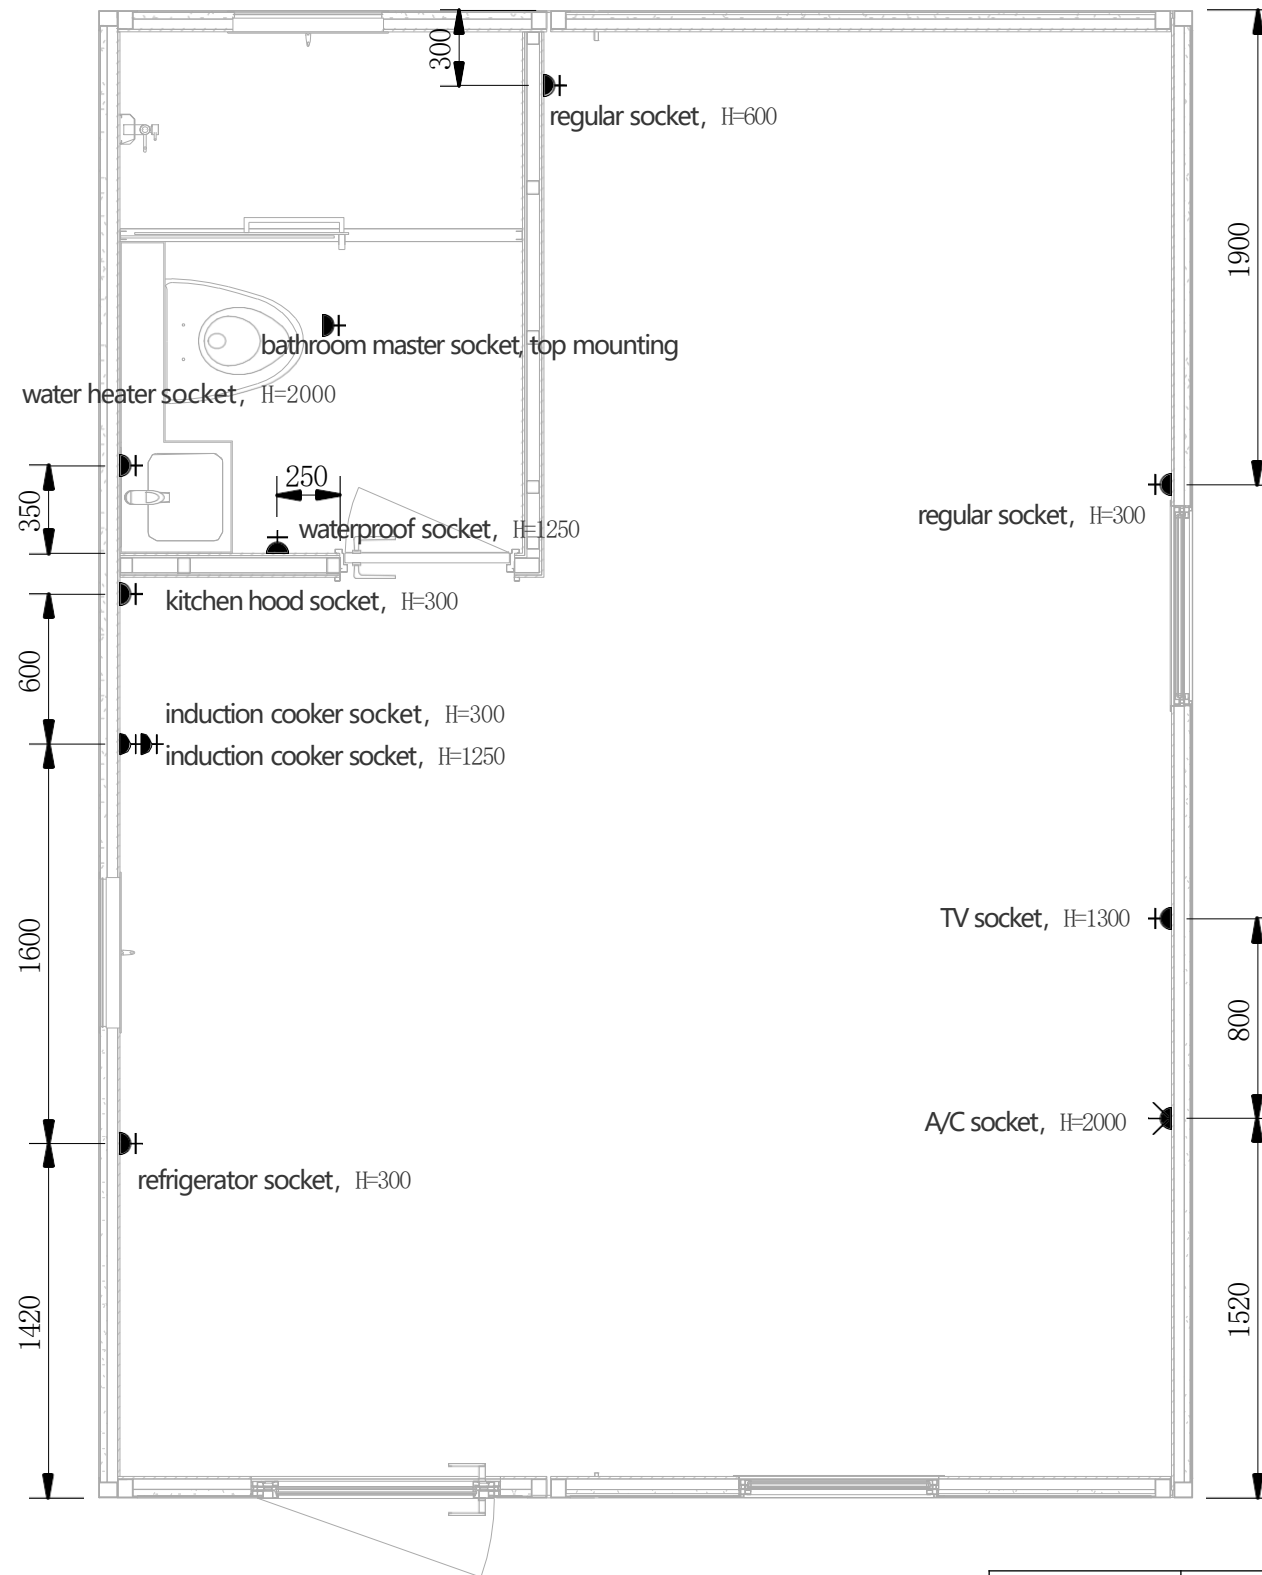 300
regular socket, H=600
1900
bathroom master socket, top mounting
water heater socket, H=2000
250
350
regular socket, H=300
waterproof socket, H=1250
kitchen hood socket, H=300
600
induction cooker socket, H=300
induction cooker socket, H=1250
TV socket, H=1300
1600
800
A/C socket, H=2000
refrigerator socket, H=300
1420
1520